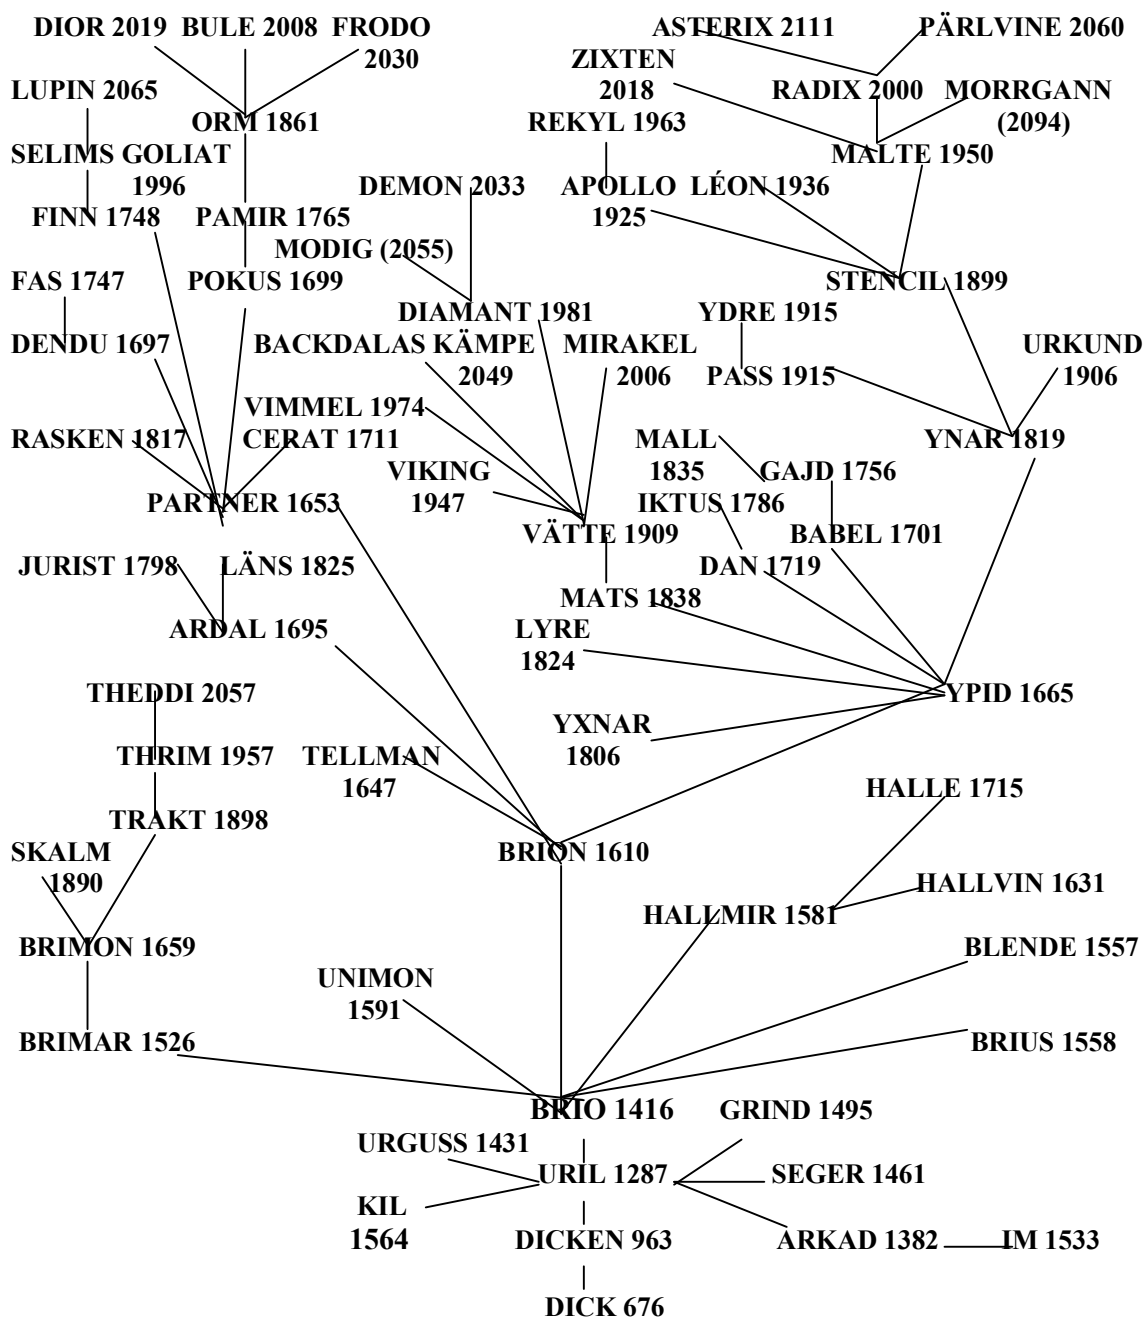 DIOR 2019 BULE 2008 FRODO
2030
ASTERIX 2111 PÄRLVINE 2060
ZIXTEN
2018
LUPIN 2065
RADIX 2000 MORRGANN
(2094)
ORM 1861
REKYL 1963
MALTE 1950
SELIMS GOLIAT
1996
DEMON 2033
APOLLO
1925
LÉON 1936
FINN 1748
PAMIR 1765
MODIG (2055)
FAS 1747
POKUS 1699
STENCIL 1899
DIAMANT 1981
YDRE 1915
DENDU 1697
BACKDALAS KÄMPE
2049
MIRAKEL
2006
PASS 1915
URKUND
1906
VIMMEL 1974
RASKEN 1817
CERAT 1711
MALL
1835
YNAR 1819
VIKING
1947
GAJD 1756
PARTNER 1653
IKTUS 1786
VÄTTE 1909
BABEL 1701
JURIST 1798
LÄNS 1825
DAN 1719
MATS 1838
ARDAL 1695
LYRE
1824
THEDDI 2057
YPID 1665
YXNAR
1806
THRIM 1957
TELLMAN
1647
HALLE 1715
TRAKT 1898
SKALM
1890
BRION 1610
HALLVIN 1631
HALLMIR 1581
BRIMON 1659
BLENDE 1557
UNIMON
1591
BRIMAR 1526
BRIUS 1558
BRIO 1416
GRIND 1495
URGUSS 1431
URIL 1287
SEGER 1461
KIL
1564
DICKEN 963
ARKAD 1382
IM 1533
DICK 676